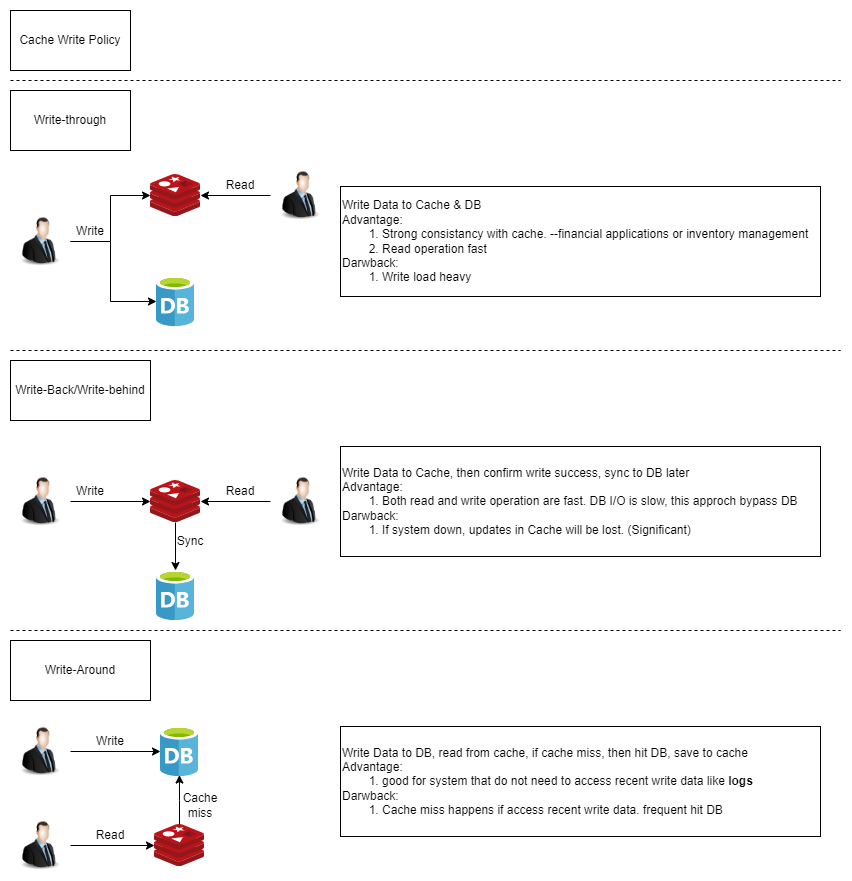 Cache Write Policy
Write-through
Write
Read
DB
Write Data to Cache & DB
Advantage:
1. Strong consistancy with cache. --financial applications or inventory management
2. Read operation fast
Darwback:
1. Write load heavy
Write-Back/Write-behind
Write
Read
Sync
DB
Write Data to Cache, then confirm write success, sync to DB later
Advantage:
1. Both read and write operation are fast. DB I/O is slow, this approch bypass DB
Darwback:
1. If system down, updates in Cache will be lost. (Significant)
Write-Around
Write
DB
Cache
miss
Read
Write Data to DB, read from cache, if cache miss, then hit DB, save to cache
Advantage:
1. good for system that do not need to access recent write data like logs
Darwback:
1. Cache miss happens if access recent write data. frequent hit DB